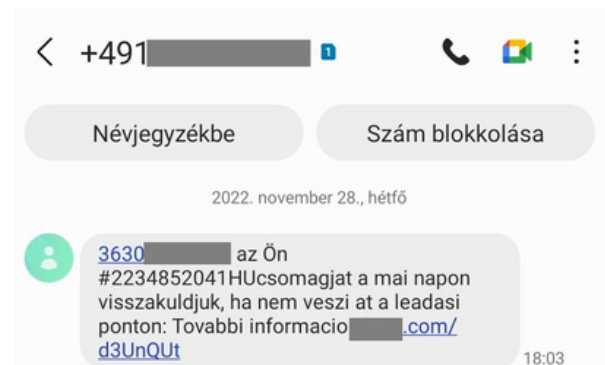 +491
1
Névjegyzékbe
Szám blokkolása
2022. november 28., hétfő
3630 az Ön
#2234852041HUcsomagjat a mai napon
visszakuldjuk, ha nem veszi at a leadasi
ponton: Tovabbi informacio .com/
d3UnQUt
18:03